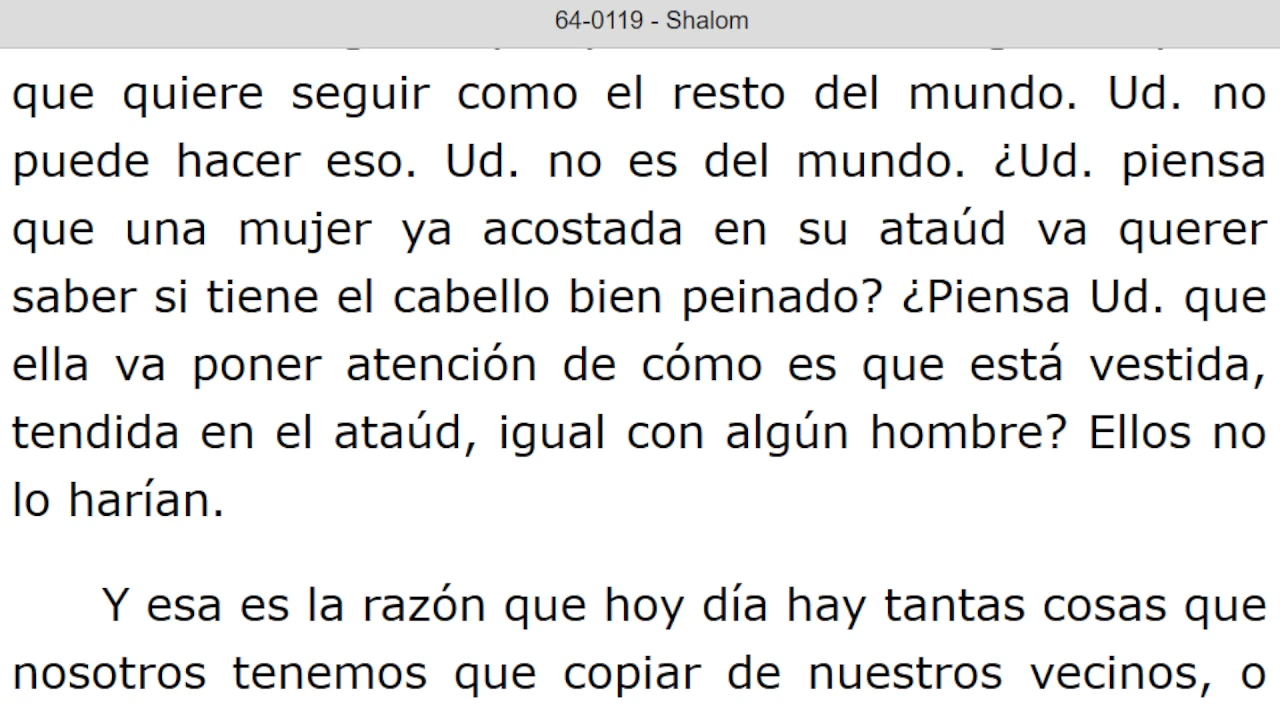 64-0119 - Shalom
que quiere seguir como el resto del mundo. Ud. no
puede hacer eso. Ud. no es del mundo. ¿Ud. piensa
que una mujer ya acostada en su ataúd va querer
saber si tiene el cabello bien peinado? ¿Piensa Ud. que
ella va poner atención de cómo es que está vestida,
tendida en el ataúd, igual con algún hombre? Ellos no
lo harían.
Y esa es la razón que hoy día hay tantas cosas que
nosotros tenemos que copiar de nuestros vecinos, o